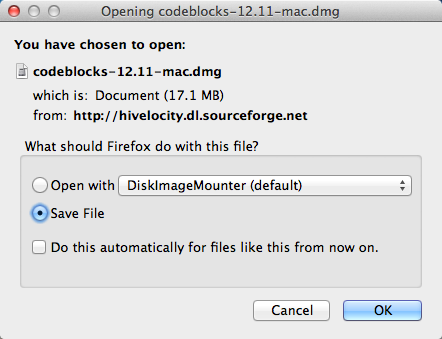 Opening codeblocks-12.11-mac.dmg
You have chosen to open:
codeblocks-12.11-mac.dmg
which is: Document (17.1 MB)
from: http://hivelocity.dl.sourceforge.net
What should Firefox do with this file?
Open with DiskImageMounter (default)
Save File
Do this automatically for files like this from now on.
Cancel OK